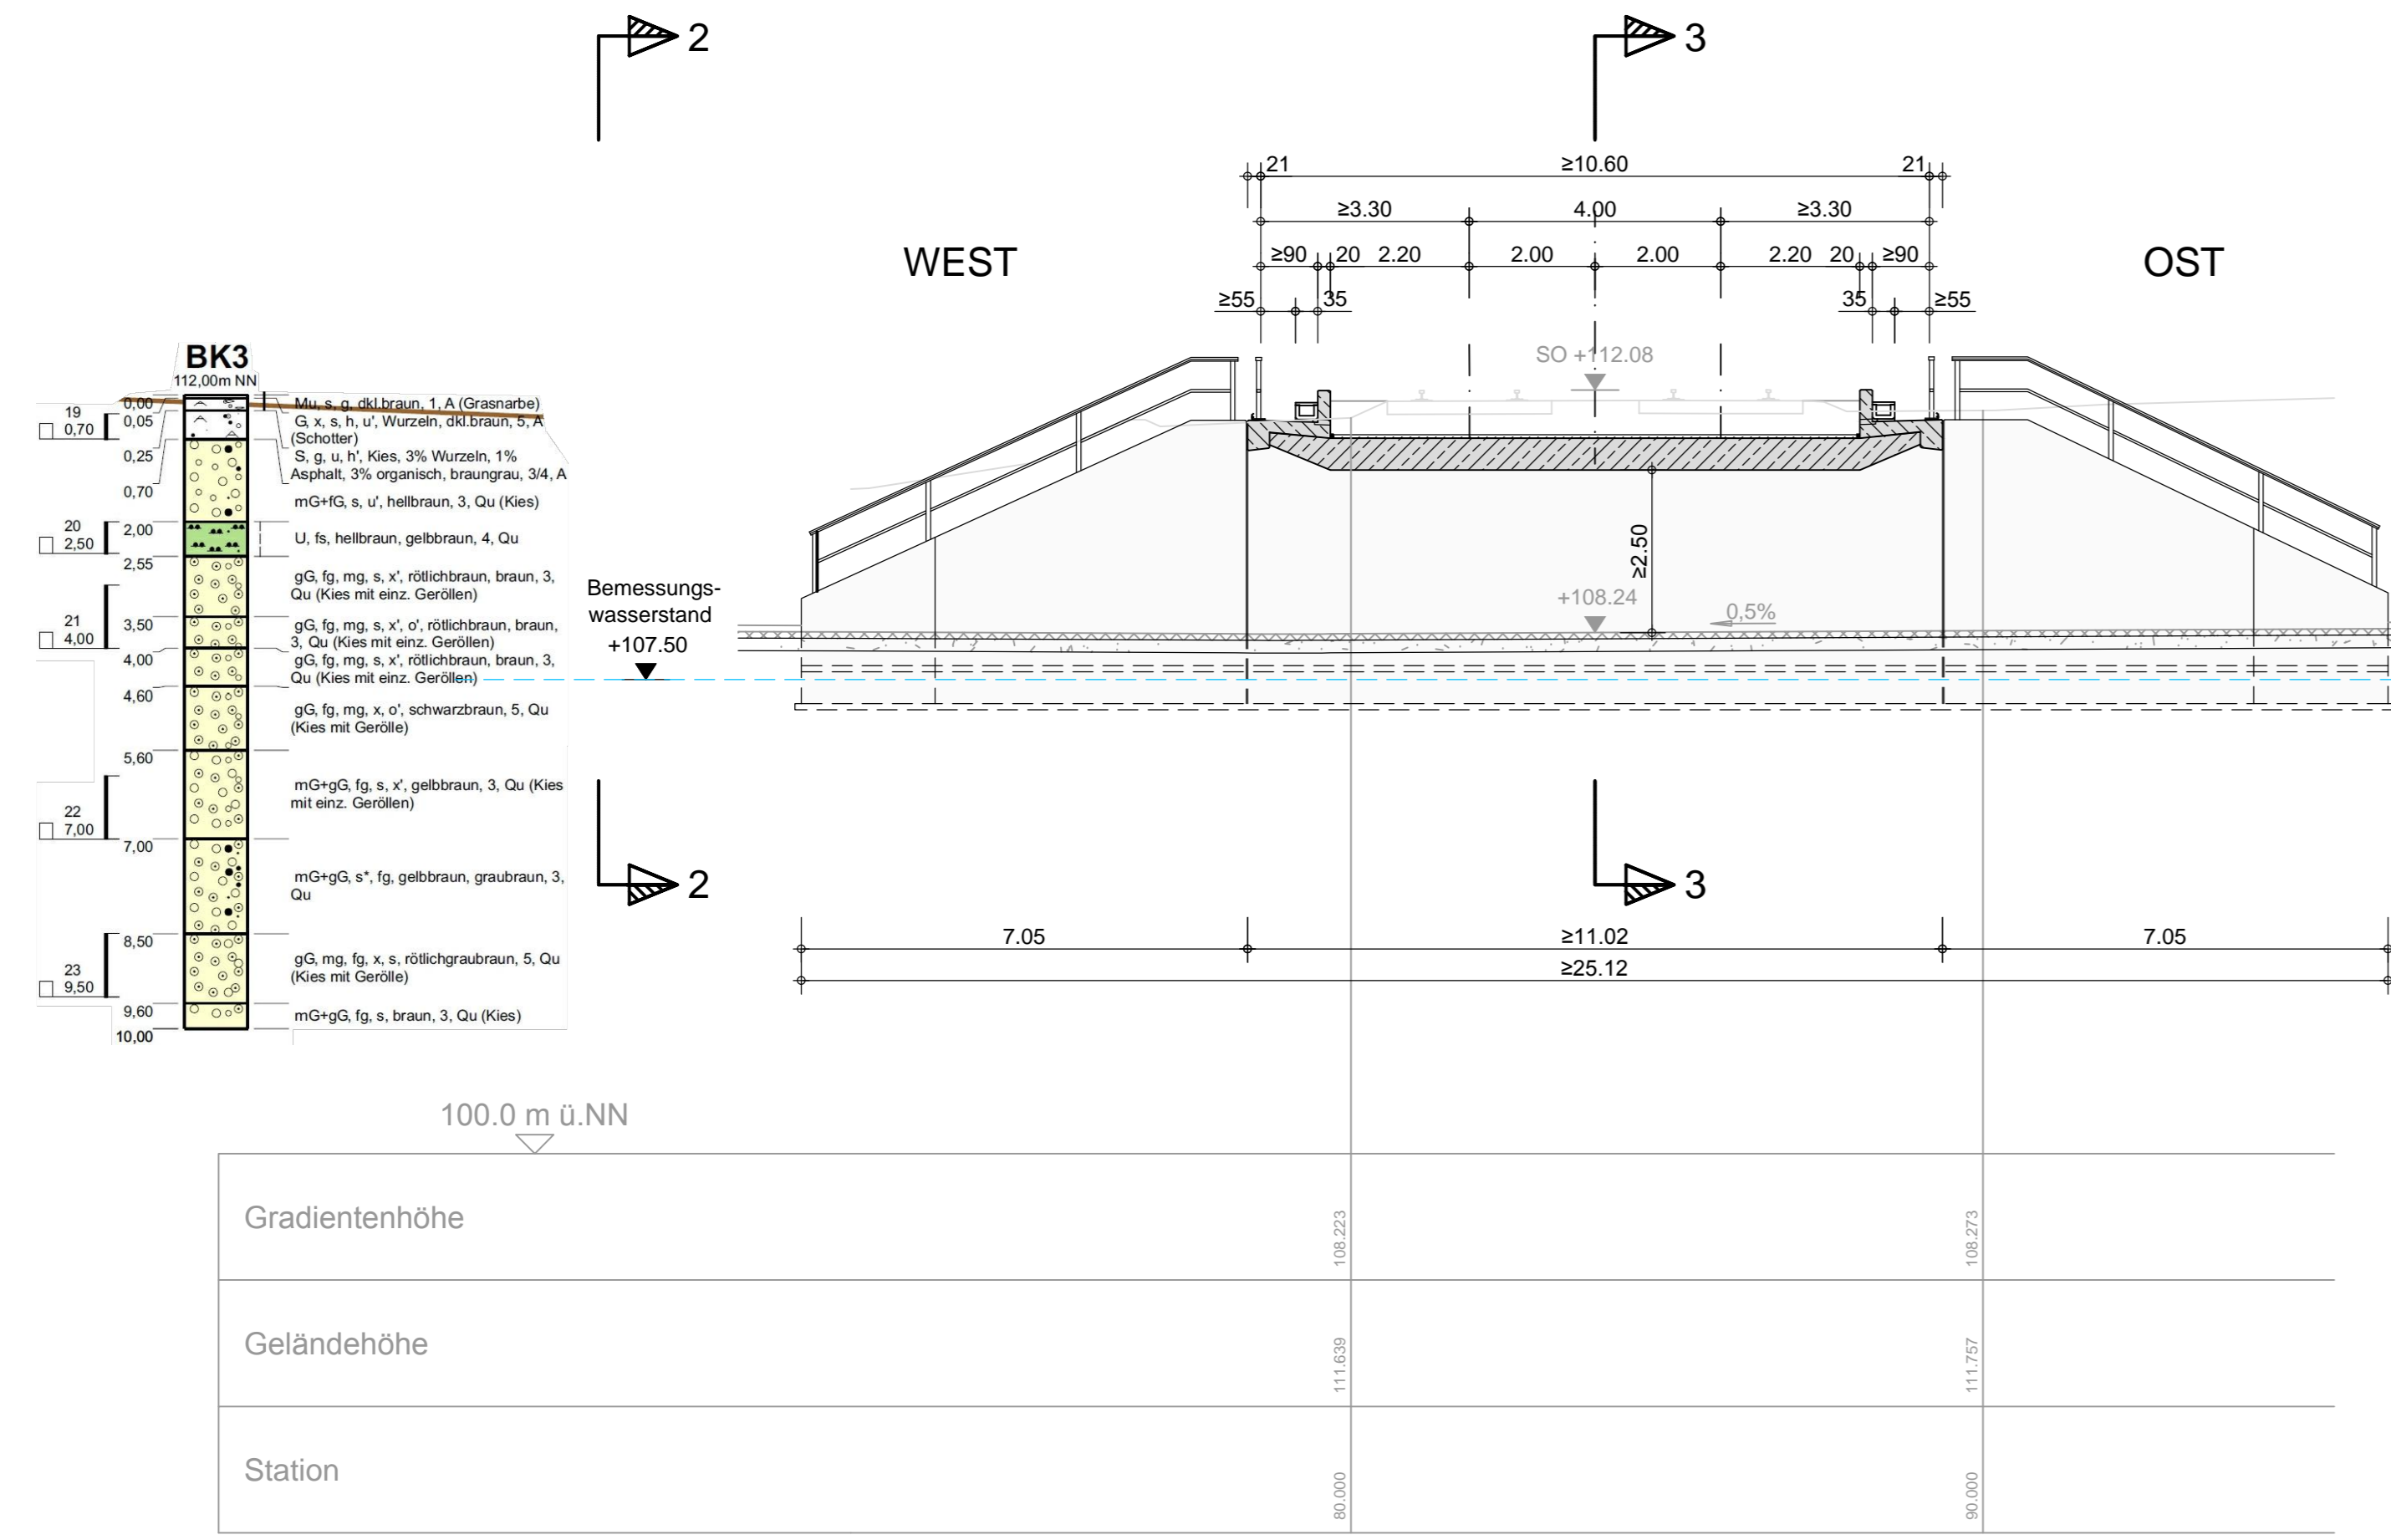 2
3
21
≥10.60
21
≥3.30
4.00
≥3.30
≥90
20
2.20
2.00
2.00
2.20
20
≥90
≥55
35
35
≥55
WEST
OST
SO +112.08
≥2.50
+108.24
0,5%
Bemessungs-
wasserstand
+107.50
BK3
112,00m NN
0,00
0,05
0,25
0,70
2,00
2,55
3,50
4,00
4,60
5,60
7,00
8,50
9,60
10,00
19
0,70
20
2,50
21
4,00
22
7,00
23
9,50
Mu, s, g, dkl.braun, 1, A (Grasnarbe)
G, x, s, h, u', Wurzeln, dkl.braun, 5, A
(Schotter)
S, g, u, h', Kies, 3% Wurzeln, 1%
Asphalt, 3% organisch, braungrau, 3/4, A
mG+fG, s, u', hellbraun, 3, Qu (Kies)
U, fs, hellbraun, gelbbraun, 4, Qu
gG, fg, mg, s, x', rötlichbraun, braun, 3,
Qu (Kies mit einz. Geröllen)
gG, fg, mg, s, x', o', rötlichbraun, braun,
3, Qu (Kies mit einz. Geröllen)
gG, fg, mg, s, x', rötlichbraun, braun, 3,
Qu (Kies mit einz. Geröllen)
gG, fg, mg, x, o', schwarzbraun, 5, Qu
(Kies mit Gerölle)
mG+gG, fg, s, x', gelbbraun, 3, Qu (Kies
mit einz. Geröllen)
mG+gG, s*, fg, gelbbraun, graubraun, 3,
Qu
gG, mg, fg, x, s, rötlichgraubraun, 5, Qu
(Kies mit Gerölle)
mG+gG, fg, s, braun, 3, Qu (Kies)
2
3
7.05
≥11.02
7.05
≥25.12
100.0 m ü.NN
Gradientenhöhe
108.223
108.273
Geländehöhe
111.639
111.757
Station
80.000
90.000